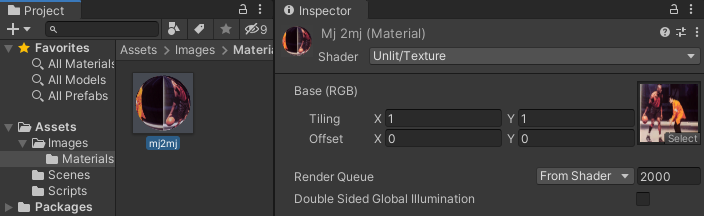 Project
Inspector
9
Mj 2mj (Material)
Shader
Unlit/Texture
Favorites
All Materials
All Models
All Prefabs
Assets
Images
Materials
Scenes
Scripts
Packages
Assets > Images > Materi
mj2mj
Base (RGB)
Tiling X 1 Y 1
Offset X 0 Y 0
Select
Render Queue From Shader 2000
Double Sided Global Illumination